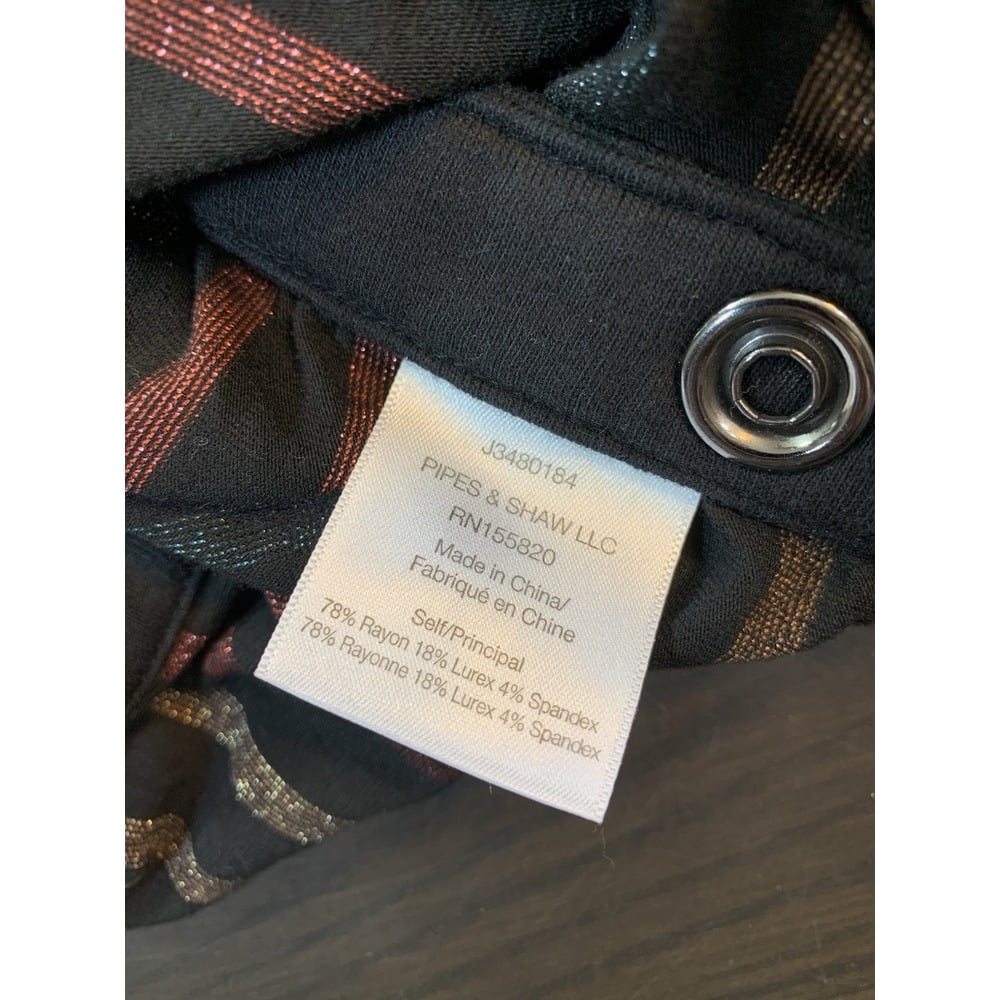 J3480184
PIPES & SHAW LLC
RN155820
Made in China/
Fabriqué en Chine
Self/Principal
78% Rayon 18% Lurex 4% Spandex
78% Rayonne 18% Lurex 4% Spandex